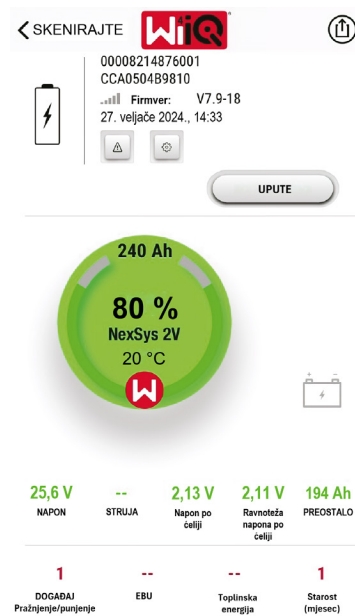 SKENIRAJTE
WiiQ
00008214876001
CCA0504B9810
Firmver: V7.9-18
27. veljače 2024., 14:33
UPUTE
240 Ah
80 %
NexSys 2V
20 °C
25,6 V -- 2,13 V 2,11 V 194 Ah
NAPON STRUJA Napon po ćeliji Ravnoteža napona po ćeliji PREOSTALO
1 -- -- 1
DOGAĐAJ Pražnjenje/punjenje EBU Toplinska energija Starost (mjesec)